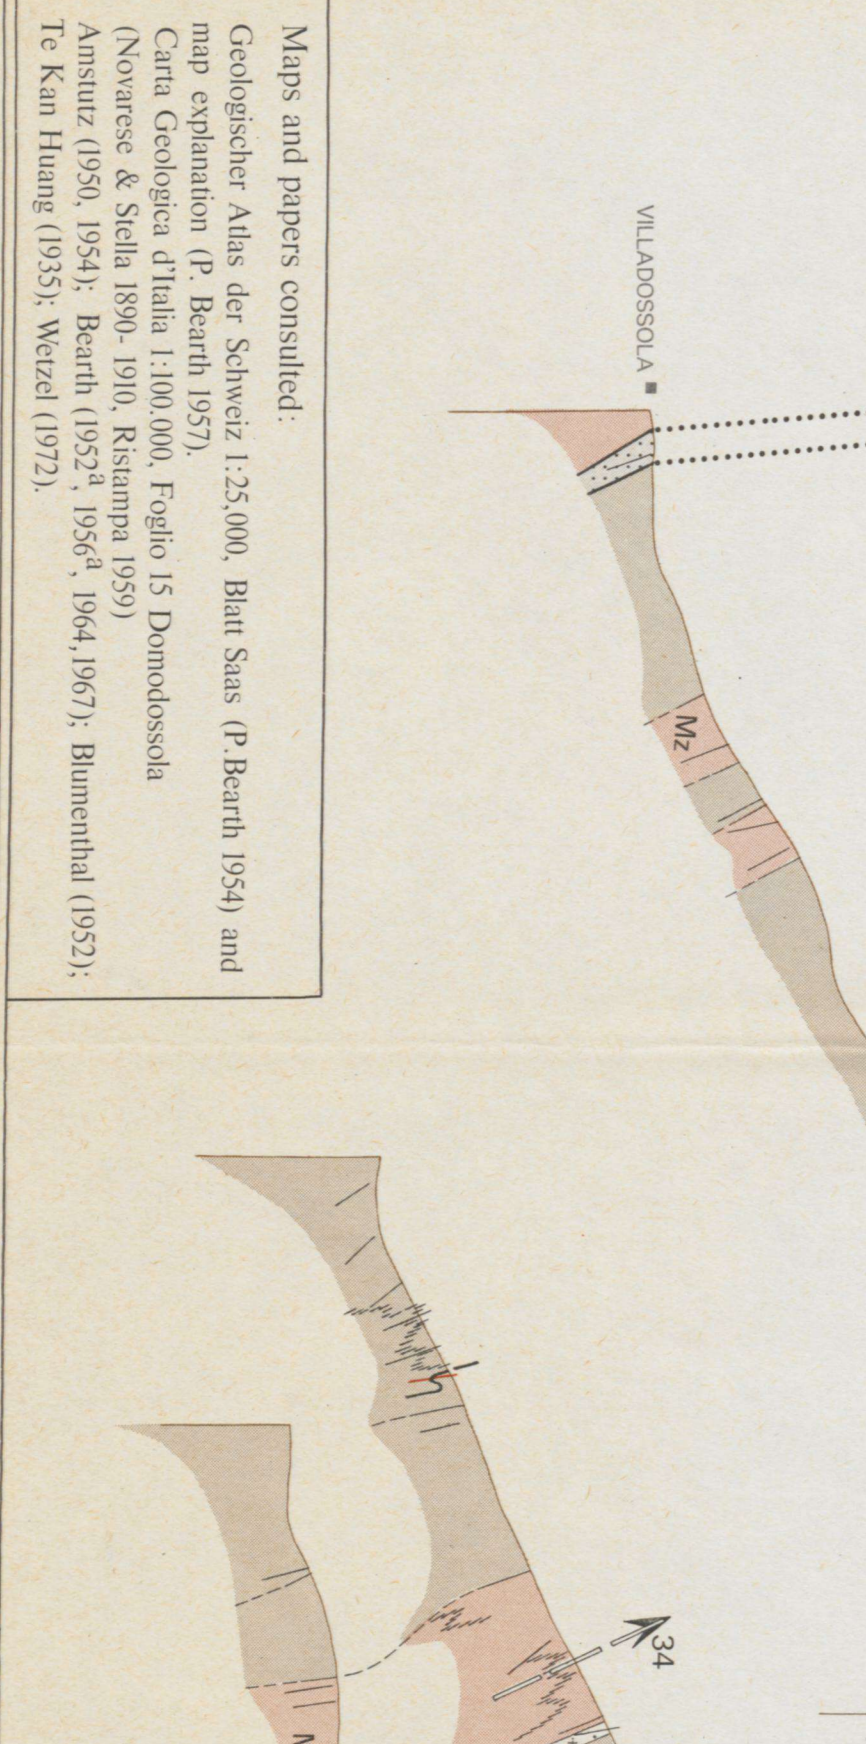 Maps and papers consulted:
Geologischer Atlas der Schweiz 1:25,000, Blatt Saas (P.Bearth 1954) and
map explanation (P. Bearth 1957).
Carta Geologica d'Italia 1:100.000, Foglio 15 Domodossola
(Novarese & Stella 1890- 1910, Ristampa 1959)
Amstutz (1950, 1954); Bearth (1952ª, 1956ª, 1964,1967); Blumenthal (1952);
Te Kan Huang (1935); Wetzel (1972).
VILLADOSSOLA
Mz
34